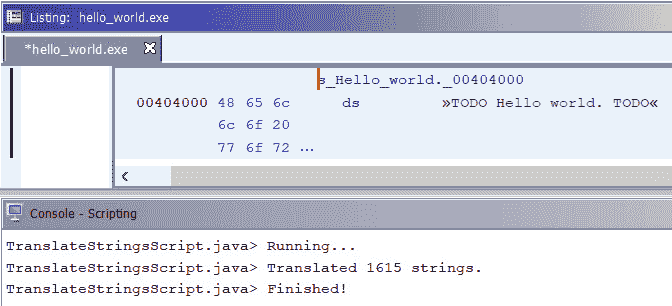 Listing: hello_world.exe
*hello_world.exe
s_Hello_world._00404000
00404000 48 65 6c ds »TODO Hello world. TODO«
6c 6f 20
77 6f 72 ...
Console - Scripting
TranslateStringsScript.java> Running...
TranslateStringsScript.java> Translated 1615 strings.
TranslateStringsScript.java> Finished!